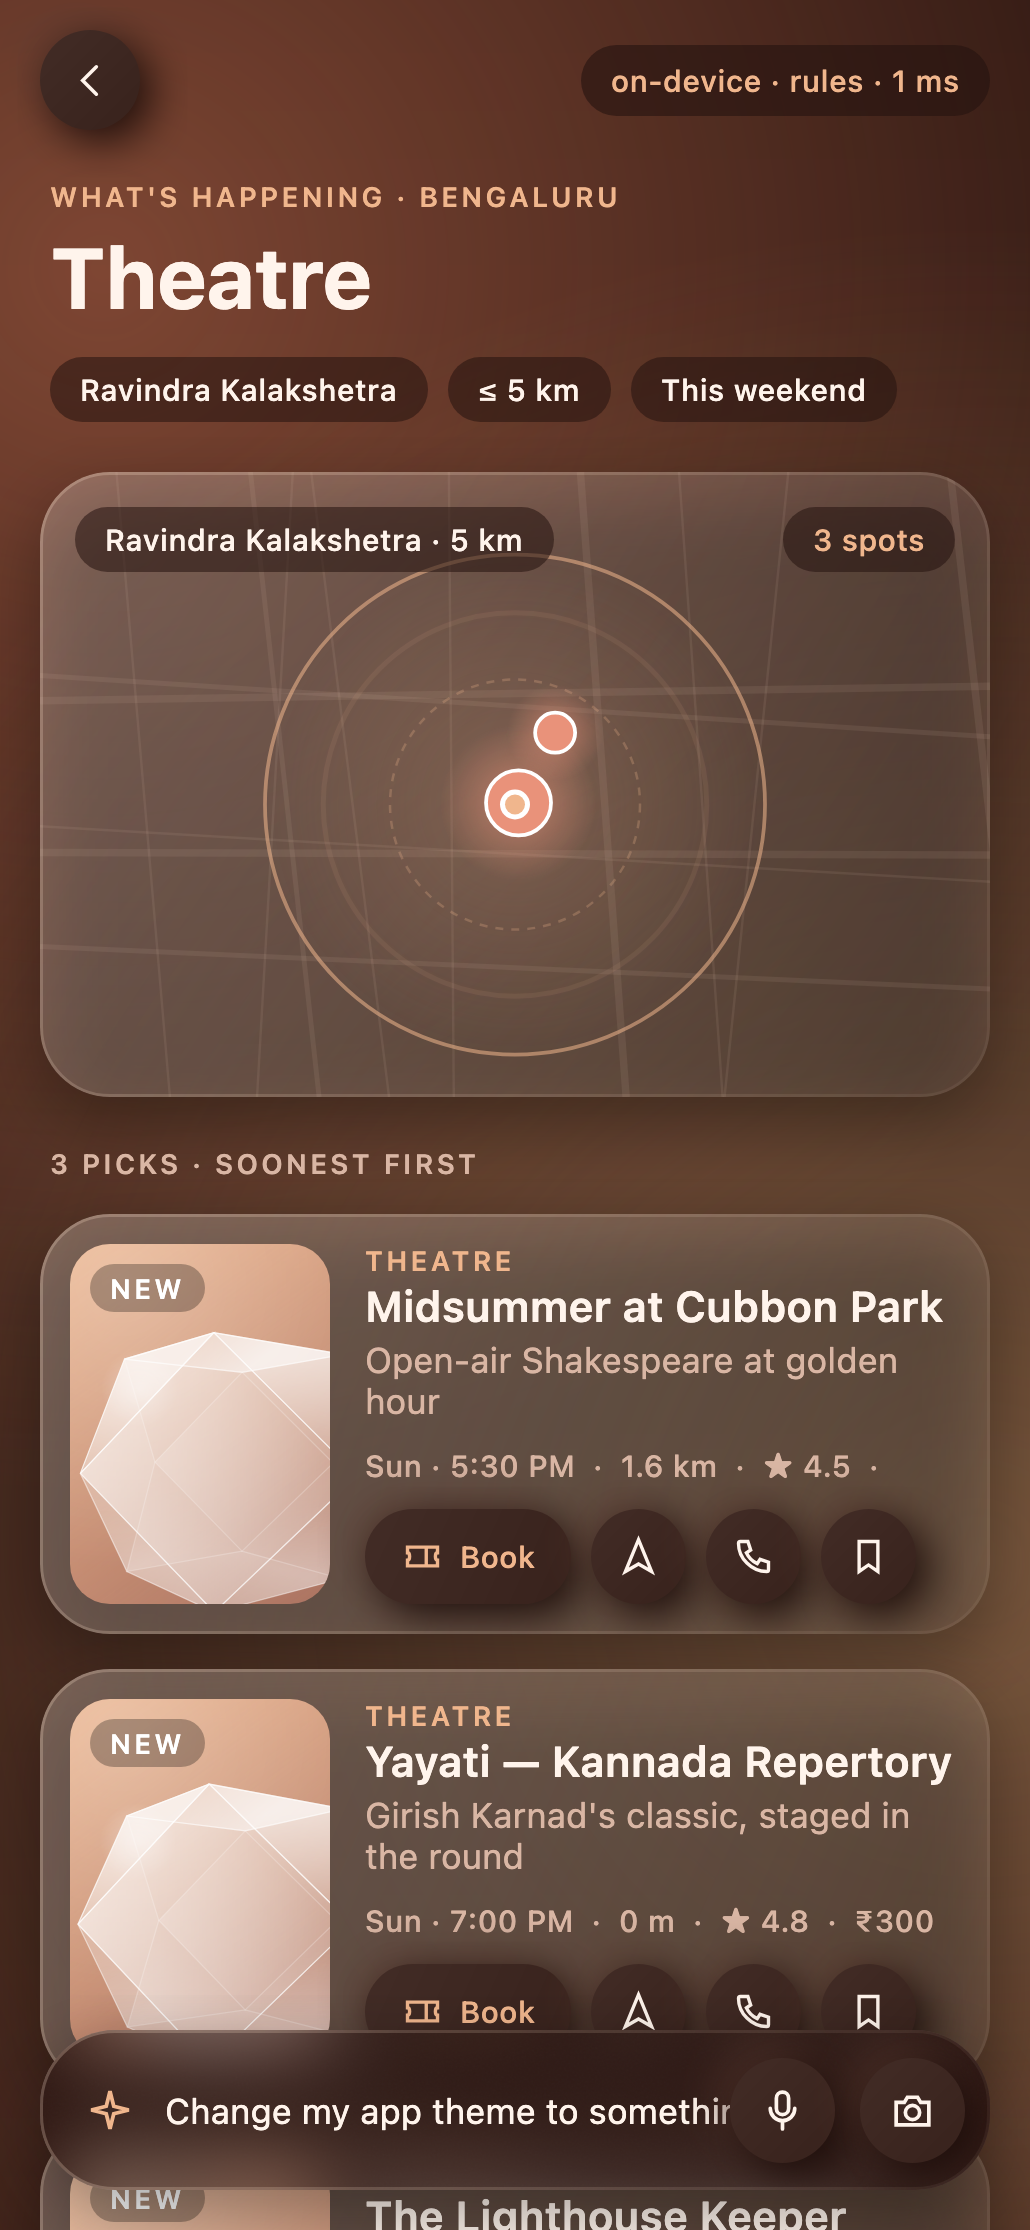 on-device · rules · 1 ms
WHAT'S HAPPENING · BENGALURU
Theatre
Ravindra Kalakshetra
≤ 5 km
This weekend
Ravindra Kalakshetra · 5 km
3 spots
3 PICKS · SOONEST FIRST
NEW
THEATRE
Midsummer at Cubbon Park
Open-air Shakespeare at golden
hour
Sun · 5:30 PM · 1.6 km · ★ 4.5 ·
Book
NEW
THEATRE
Yayati — Kannada Repertory
Girish Karnad's classic, staged in
the round
Sun · 7:00 PM · 0 m · ★ 4.8 · ₹300
Book
Change my app theme to
NEW
The Lighthouse Keeper